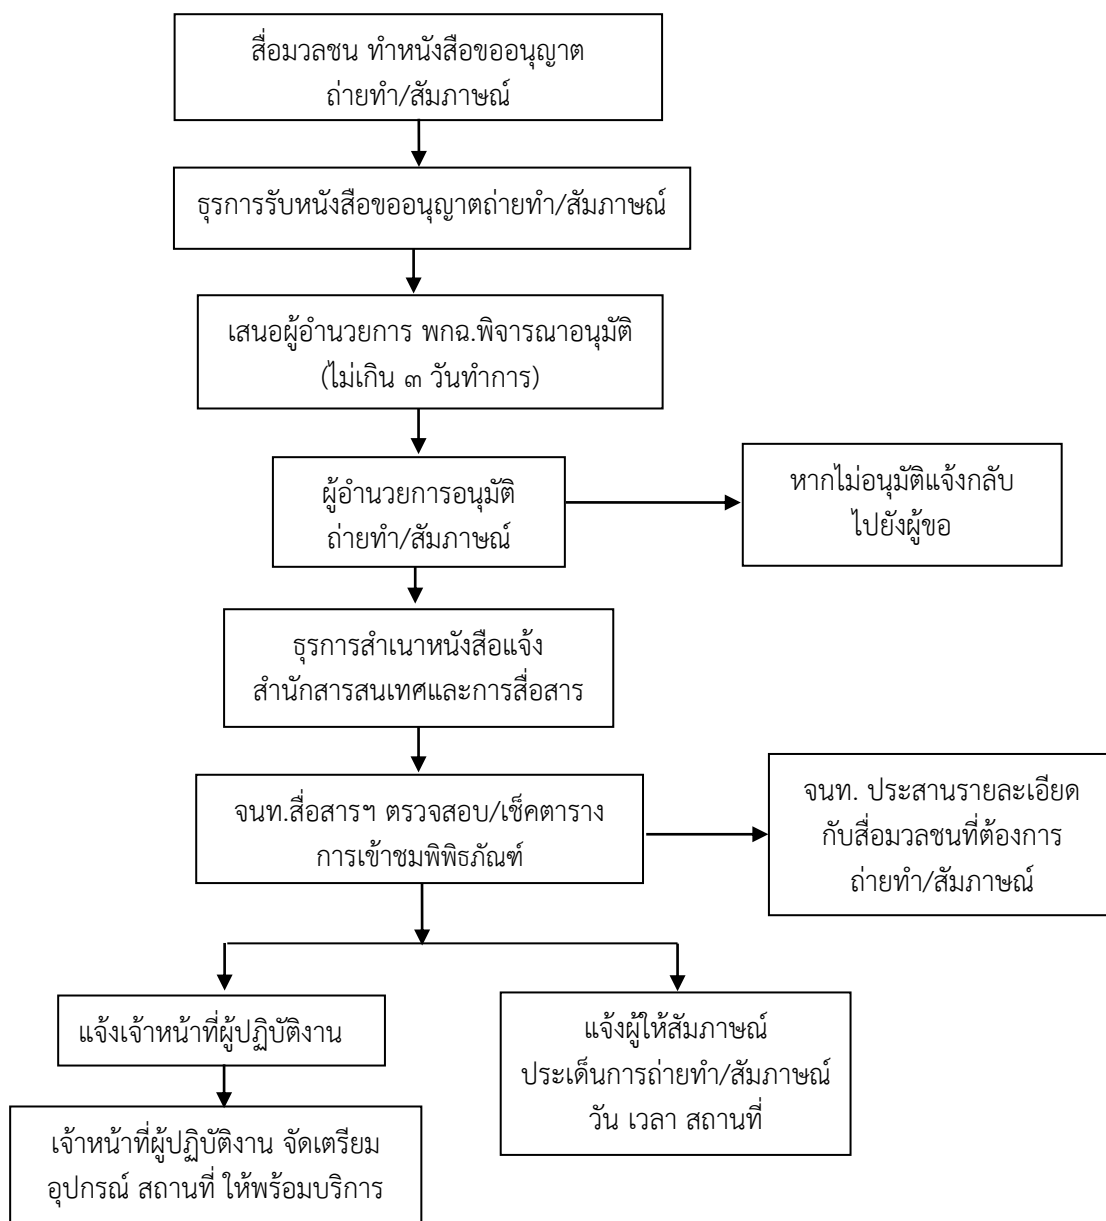 สื่อมวลชน ทำหนังสือขออนุญาต
ถ่ายทำ/สัมภาษณ์
ธุรการรับหนังสือขออนุญาตถ่ายทำ/สัมภาษณ์
เสนอผู้อำนวยการ พกฉ.พิจารณาอนุมัติ
(ไม่เกิน ๓ วันทำการ)
ผู้อำนวยการอนุมัติ
ถ่ายทำ/สัมภาษณ์
หากไม่อนุมัติแจ้งกลับ
ไปยังผู้ขอ
ธุรการสำเนาหนังสือแจ้ง
สำนักสารสนเทศและการสื่อสาร
จนท.สื่อสารฯ ตรวจสอบ/เช็คตาราง
การเข้าชมพิพิธภัณฑ์
จนท. ประสานรายละเอียด
กับสื่อมวลชนที่ต้องการ
ถ่ายทำ/สัมภาษณ์
แจ้งเจ้าหน้าที่ผู้ปฏิบัติงาน
แจ้งผู้ให้สัมภาษณ์
ประเด็นการถ่ายทำ/สัมภาษณ์
วัน เวลา สถานที่
เจ้าหน้าที่ผู้ปฏิบัติงาน จัดเตรียม
อุปกรณ์ สถานที่ ให้พร้อมบริการ